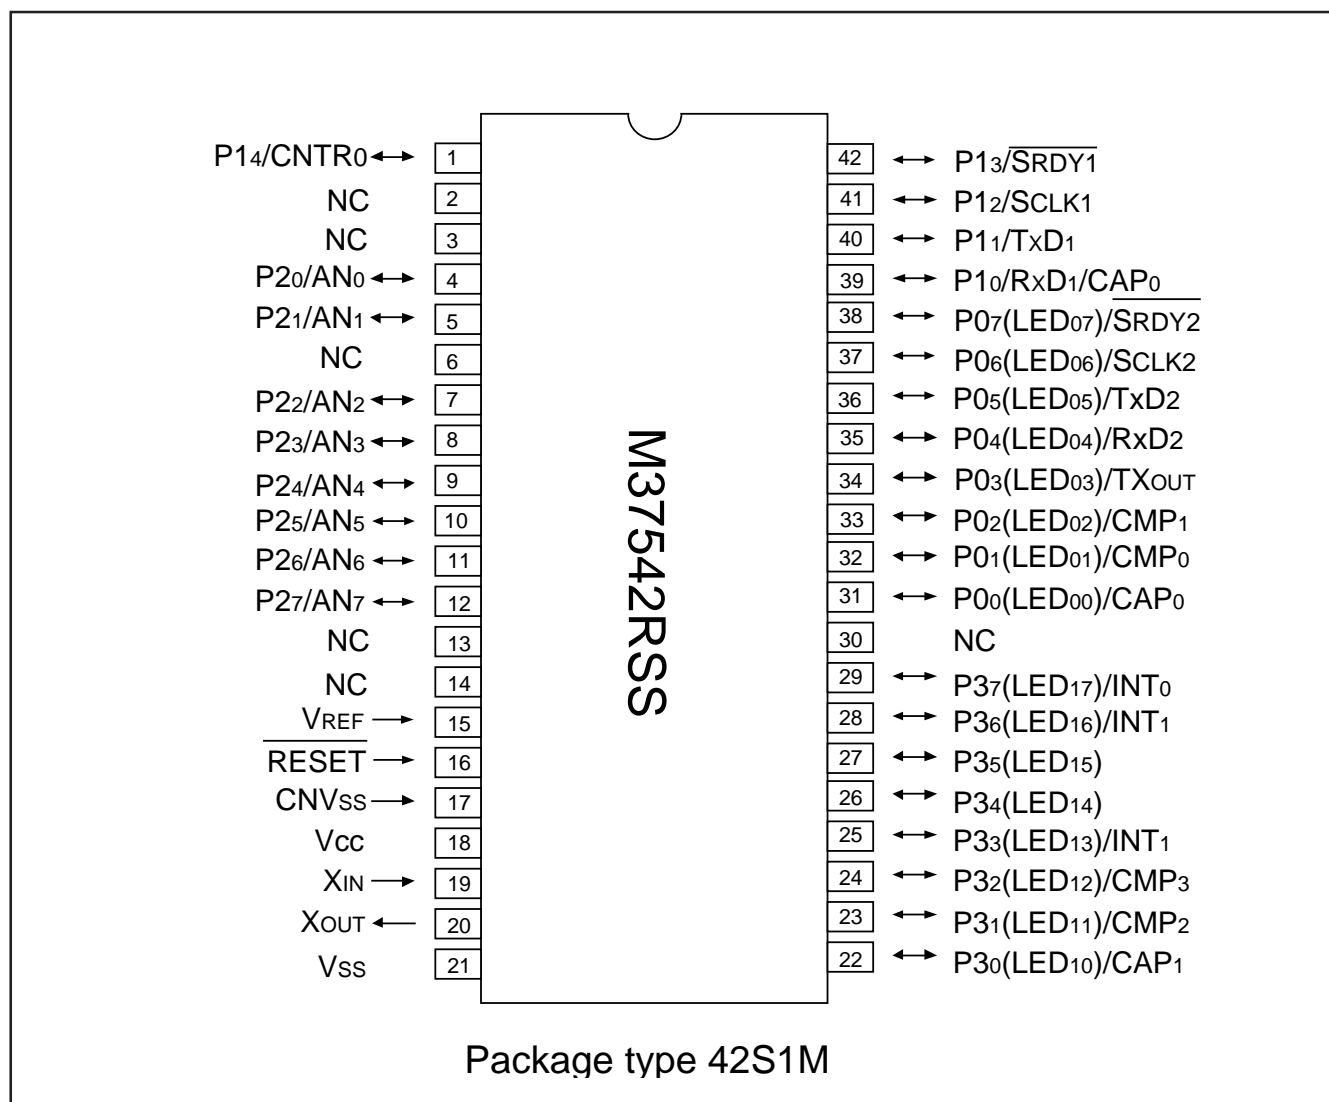 P14/CNTR0 1
NC 2
NC 3
P20/AN0 4
P21/AN1 5
NC 6
P22/AN2 7
P23/AN3 8
P24/AN4 9
P25/AN5 10
P26/AN6 11
P27/AN7 12
NC 13
NC 14
VREF 15
RESET 16
CNVSS 17
Vcc 18
XIN 19
XOUT 20
VSS 21
M37542RSS
42 P13/SRDY1
41 P12/SCLK1
40 P11/TXD1
39 P10/RXD1/CAP0
38 P07(LED07)/SRDY2
37 P06(LED06)/SCLK2
36 P05(LED05)/TxD2
35 P04(LED04)/RxD2
34 P03(LED03)/TXOUT
33 P02(LED02)/CMP1
32 P01(LED01)/CMP0
31 P00(LED00)/CAP0
30 NC
29 P37(LED17)/INT0
28 P36(LED16)/INT1
27 P35(LED15)
26 P34(LED14)
25 P33(LED13)/INT1
24 P32(LED12)/CMP3
23 P31(LED11)/CMP2
22 P30(LED10)/CAP1
Package type 42S1M